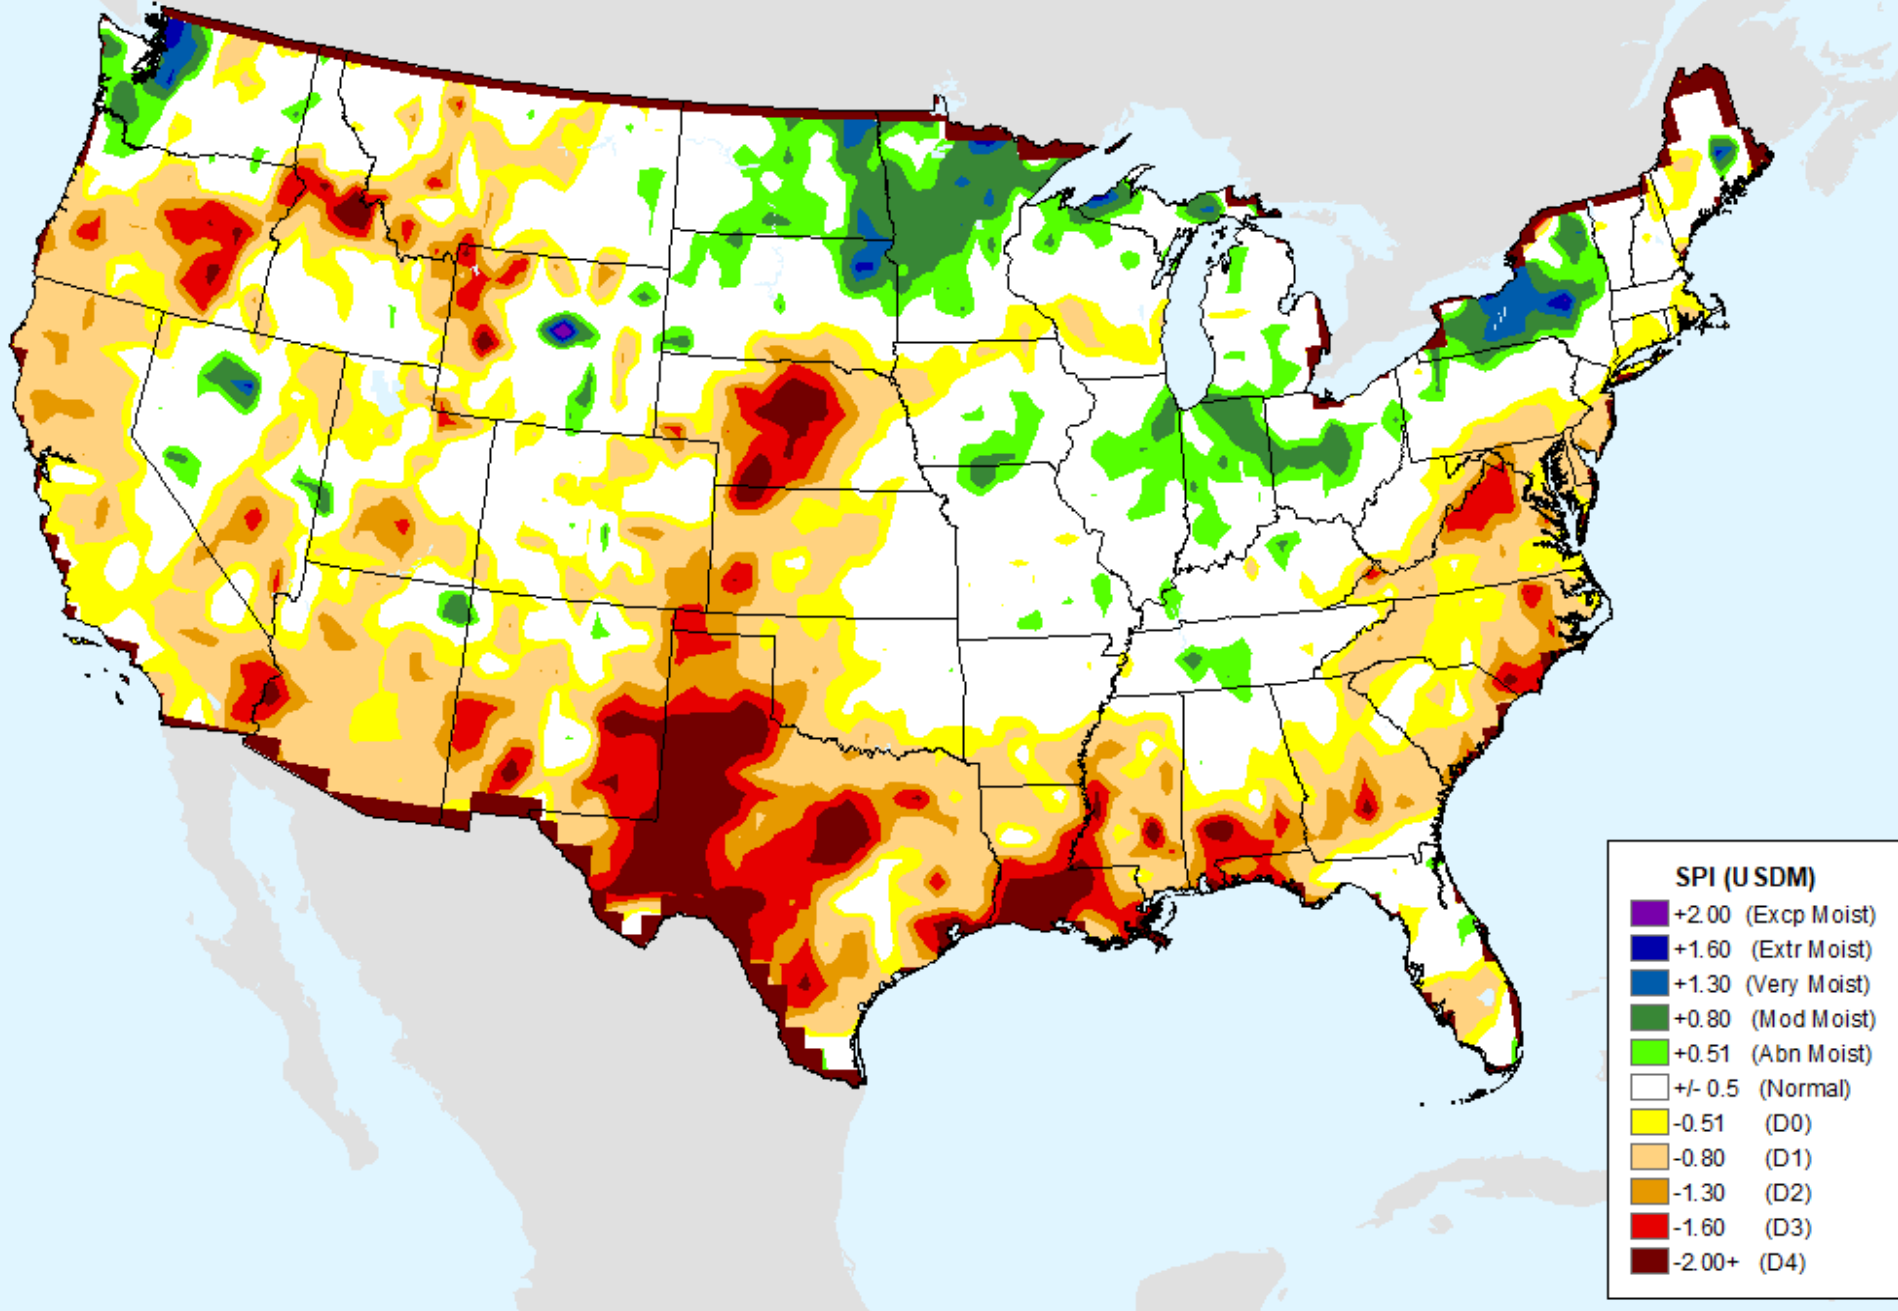 SPI (USDM)
+2.00 (Excp Moist)
+1.60 (Extr Moist)
+1.30 (Very Moist)
+0.80 (Mod Moist)
+0.51 (Abn Moist)
+/- 0.5 (Normal)
-0.51 (D0)
-0.80 (D1)
-1.30 (D2)
-1.60 (D3)
-2.00+ (D4)